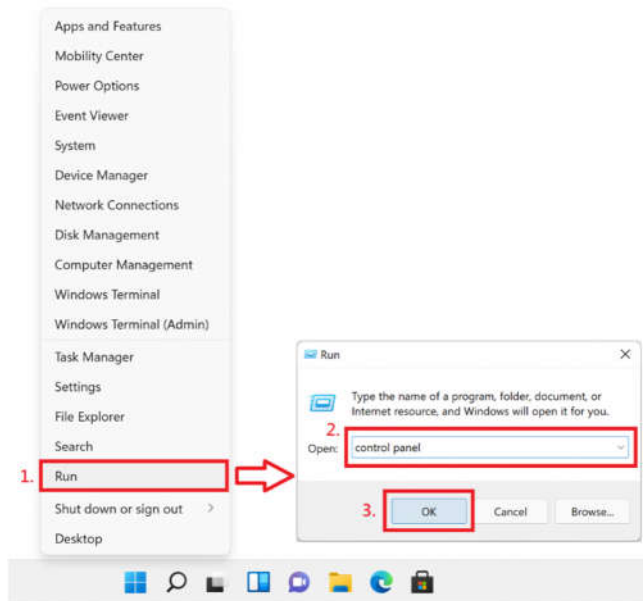 Apps and Features
Mobility Center
Power Options
Event Viewer
System
Device Manager
Network Connections
Disk Management
Computer Management
Windows Terminal
Windows Terminal (Admin)
Task Manager
Settings
File Explorer
Search
1. Run
Shut down or sign out
Desktop
Run
Type the name of a program, folder, document, or
Internet resource, and Windows will open it for you.
2.
Open: control panel
3. OK Cancel Browse...